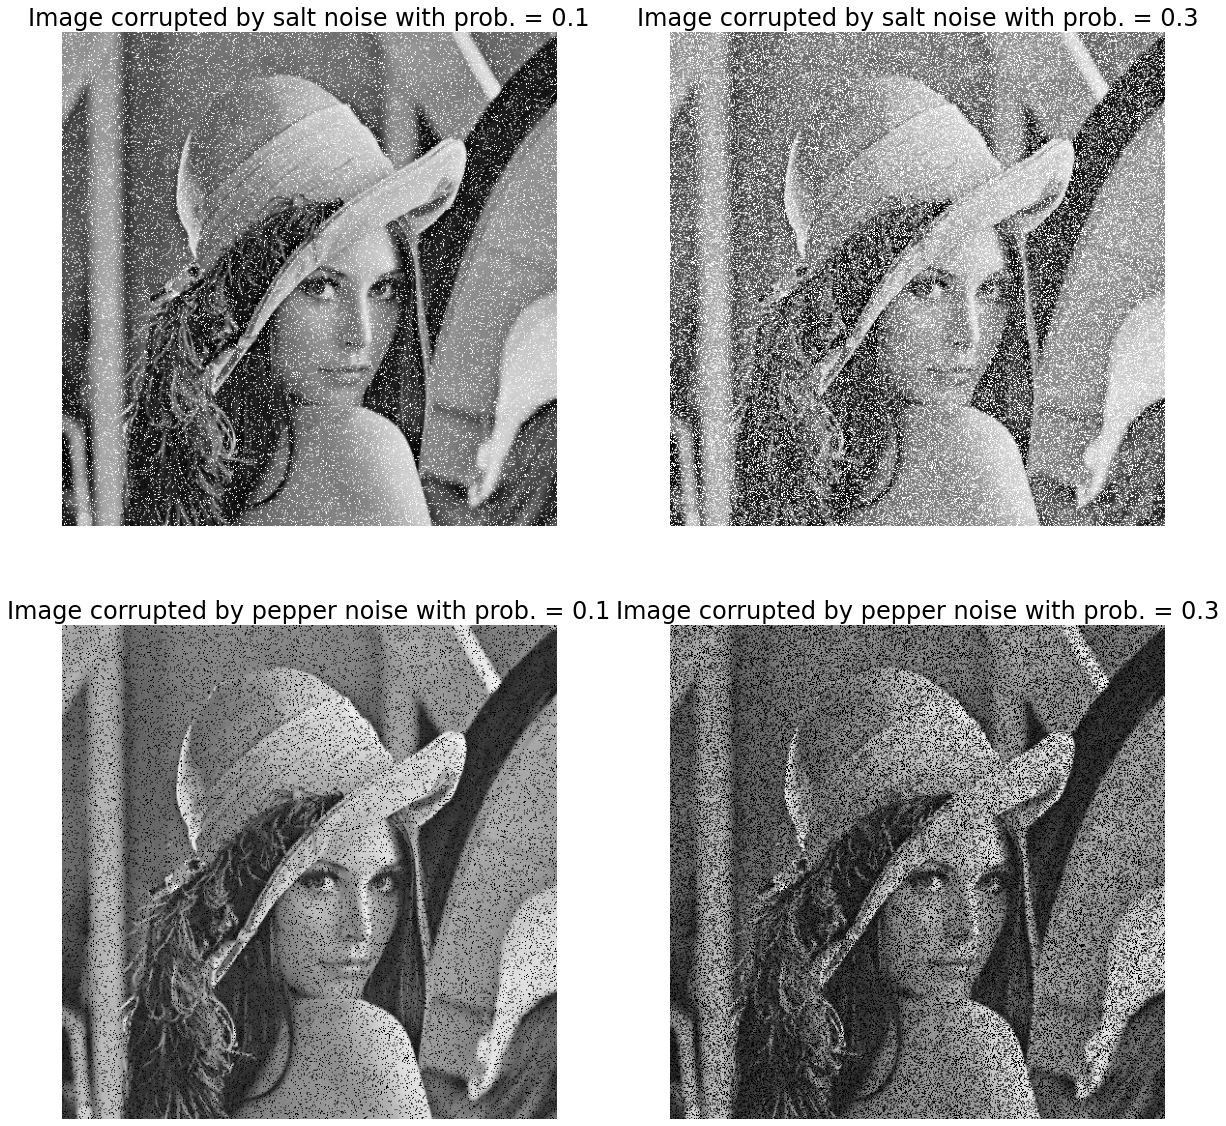 Image corrupted by salt noise with prob. = 0.1
Image corrupted by salt noise with prob. = 0.3
Image corrupted by pepper noise with prob. = 0.1
Image corrupted by pepper noise with prob. = 0.3